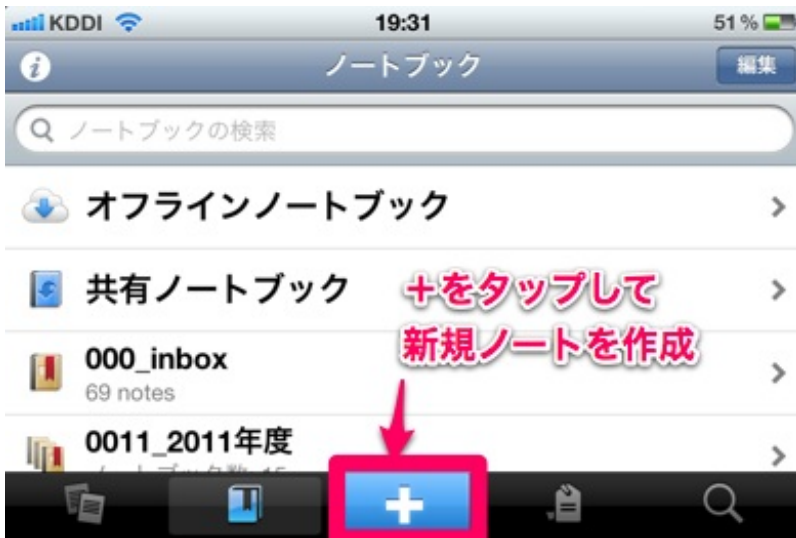 KDDI 19:31 51%
ノートブック
編集
ノートブックの検索
オフラインノートブック
共有ノートブック
+をタップして
新規ノートを作成
000_inbox
69 notes
0011_2011年度